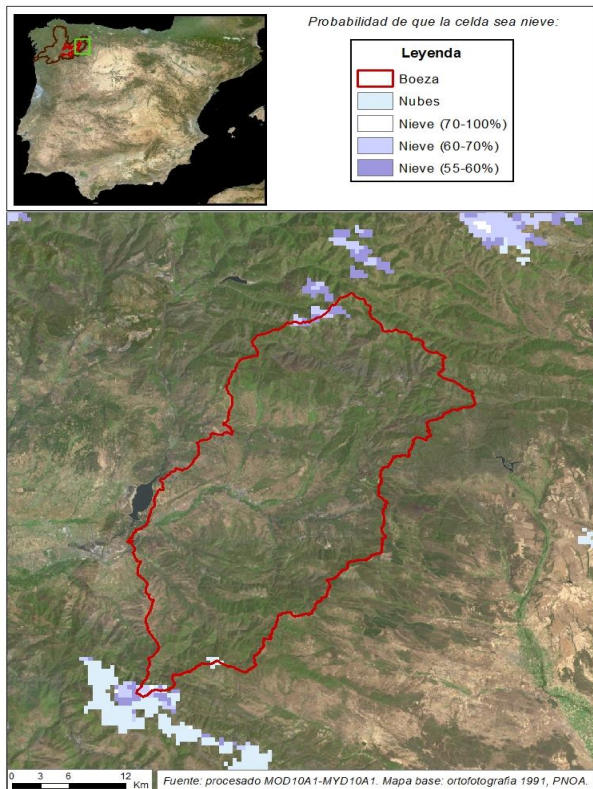 Probabilidad de que la celda sea nieve:
Leyenda
Boeza
Nubes
Nieve (70-100%)
Nieve (60-70%)
Nieve (55-60%)
0 3 6 12
Km
Fuente: procesado MOD10A1-MYD10A1. Mapa base: ortofotografia 1991, PNOA.